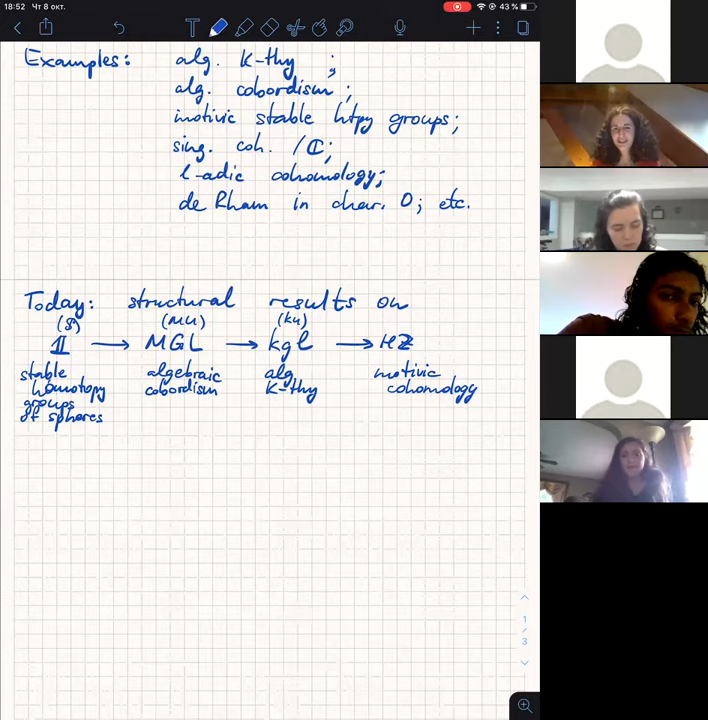 18:52 Чт 8 окт. 43 %
Examples: alg. K-thy ;
alg. cobordism ;
motivic stable htpy groups;
sing. coh. /ℂ;
l-adic cohomology;
de Rham in char. 0; etc.
Today: structural results on
(S) (MU) (ku)
𝟙 → MGL → kgl → Hℤ
stable homotopy groups of spheres
algebraic cobordism
alg K-thy
motivic cohomology
1
/
3